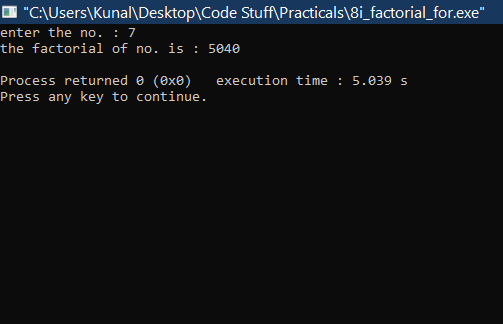 "C:\Users\Kunal\Desktop\Code Stuff\Practicals\8i_factorial_for.exe"
enter the no. : 7
the factorial of no. is : 5040
Process returned 0 (0x0)   execution time : 5.039 s
Press any key to continue.